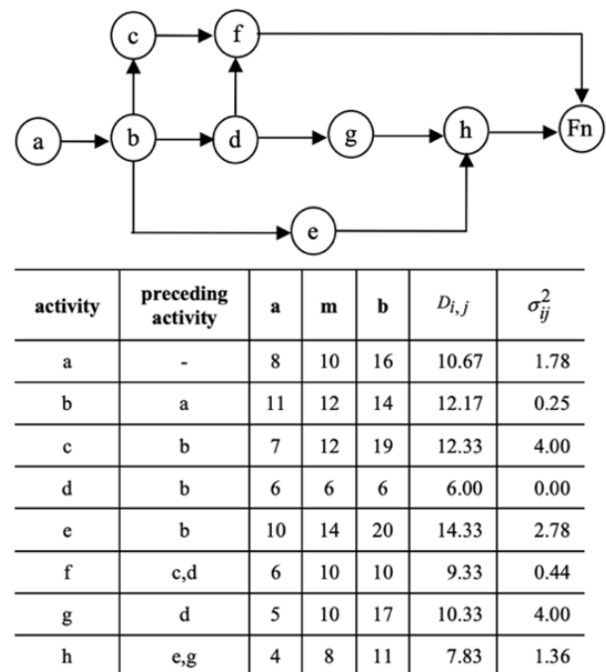 c f
a b d g h Fn
e
activity preceding activity a m b D_{i,j} σ²_{ij}
a - 8 10 16 10.67 1.78
b a 11 12 14 12.17 0.25
c b 7 12 19 12.33 4.00
d b 6 6 6 6.00 0.00
e b 10 14 20 14.33 2.78
f c,d 6 10 10 9.33 0.44
g d 5 10 17 10.33 4.00
h e,g 4 8 11 7.83 1.36